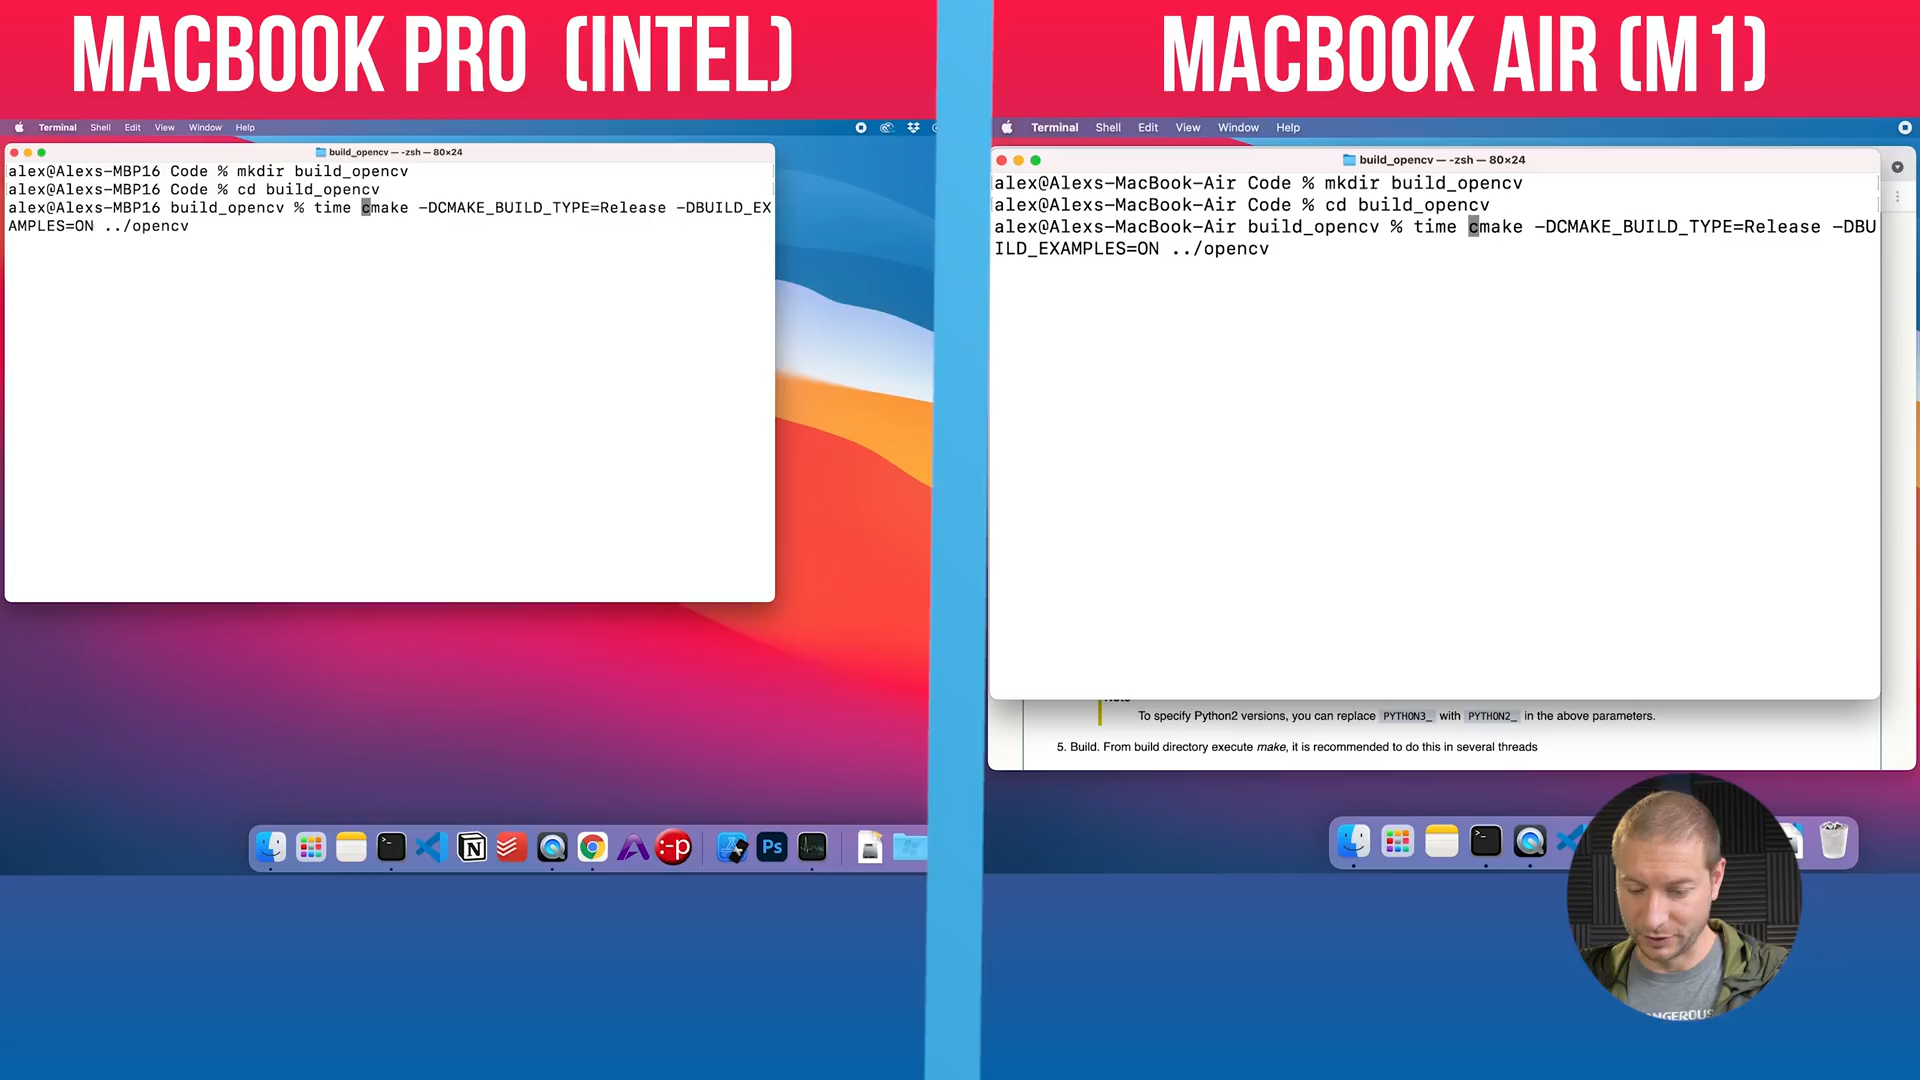 MACBOOK PRO (INTEL)
Terminal Shell Edit View Window Help
build_opencv — -zsh — 80×24
alex@Alexs-MBP16 Code % mkdir build_opencv
alex@Alexs-MBP16 Code % cd build_opencv
alex@Alexs-MBP16 build_opencv % time cmake -DCMAKE_BUILD_TYPE=Release -DBUILD_EX
AMPLES=ON ../opencv
Ps
MACBOOK AIR (M1)
Terminal Shell Edit View Window Help
build_opencv — -zsh — 80×24
alex@Alexs-MacBook-Air Code % mkdir build_opencv
alex@Alexs-MacBook-Air Code % cd build_opencv
alex@Alexs-MacBook-Air build_opencv % time cmake -DCMAKE_BUILD_TYPE=Release -DBU
ILD_EXAMPLES=ON ../opencv
To specify Python2 versions, you can replace PYTHON3_ with PYTHON2_ in the above parameters.
5. Build. From build directory execute make, it is recommended to do this in several threads